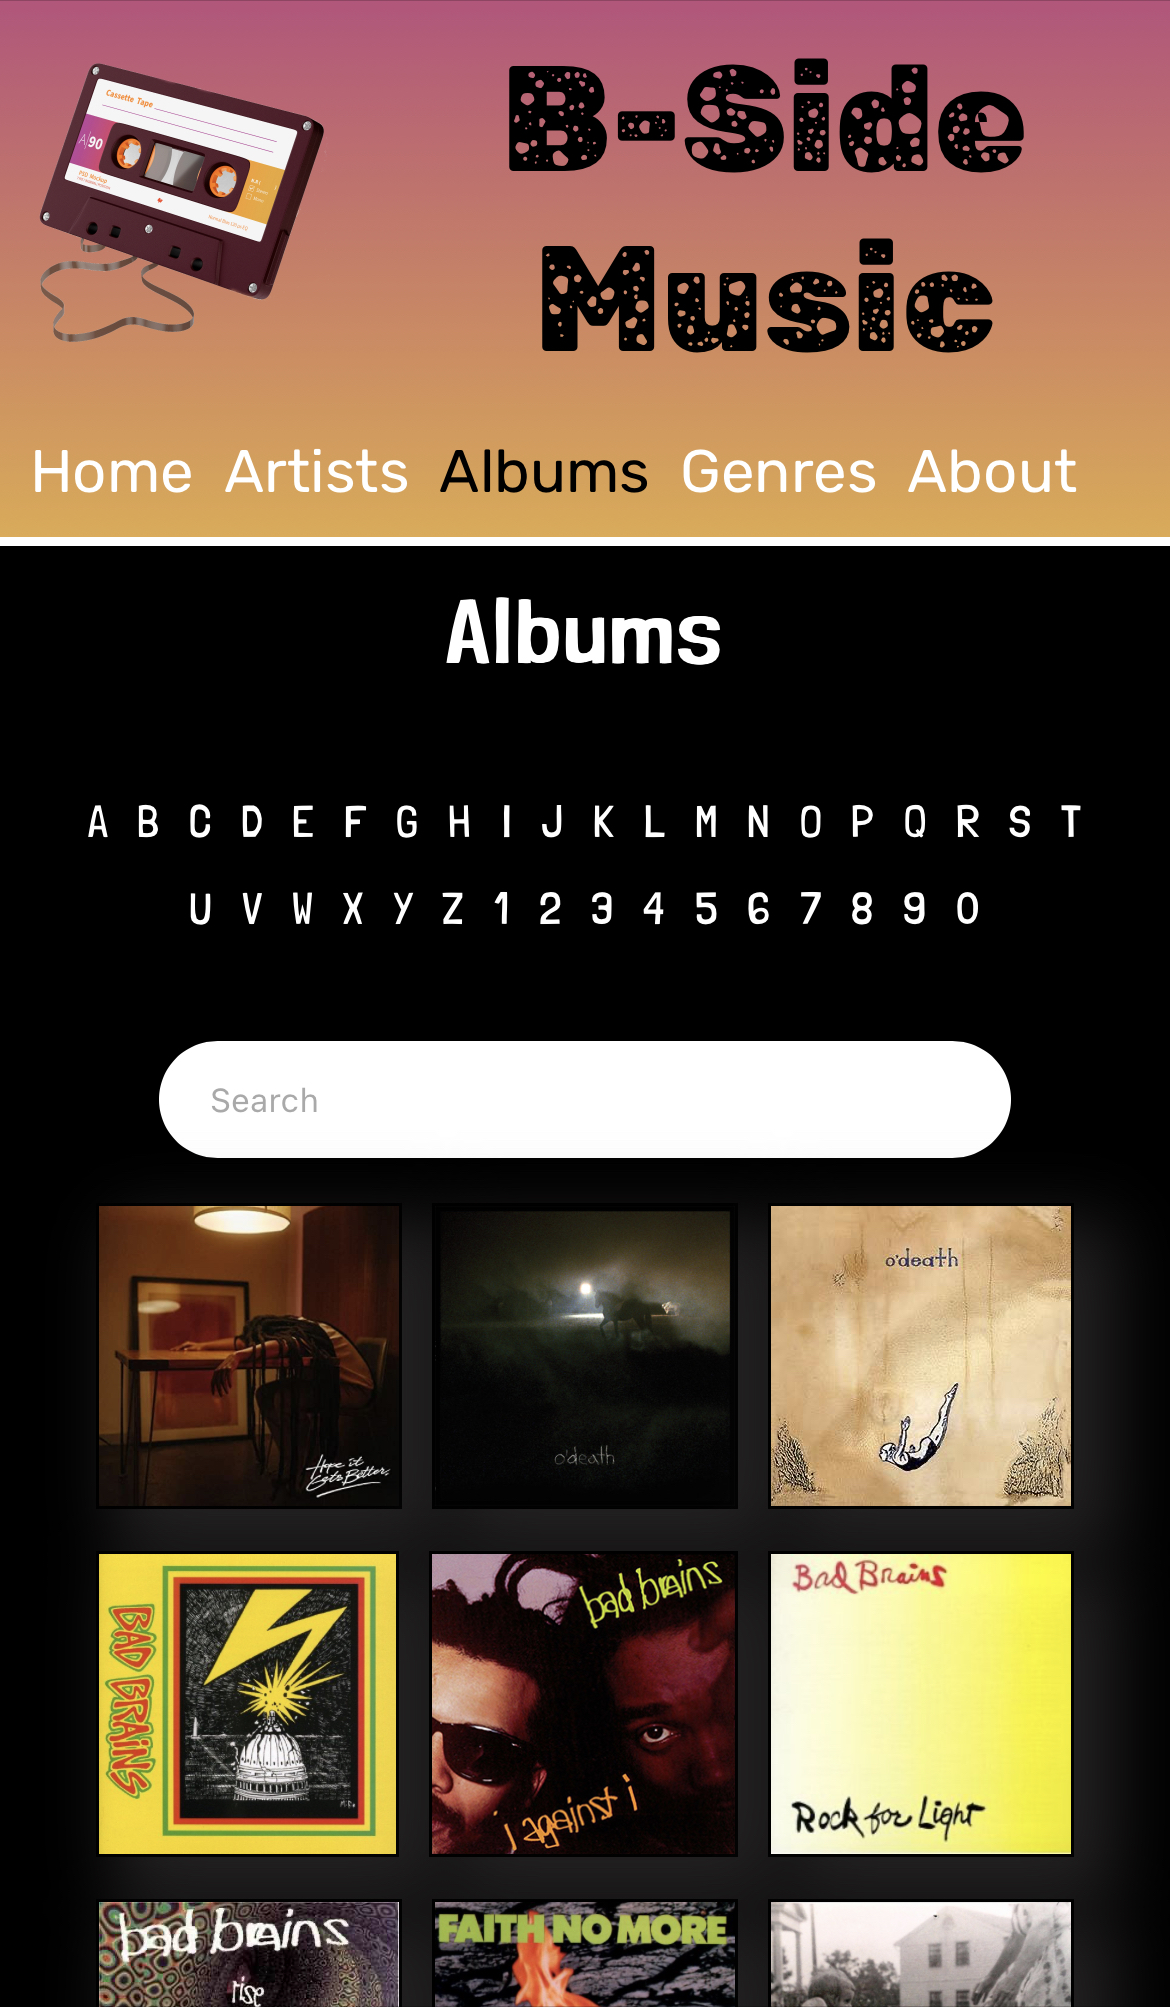 B-Side
Music
Cassette Tape
A/90
Home Artists Albums Genres About
Albums
A B C D E F G H I J K L M N O P Q R S T
U V W X Y Z 1 2 3 4 5 6 7 8 9 0
Search
Hope it
Gets Better.
o'death
o'death
BAD BRAINS
bad brains
i against i
Bad Brains
Rock for Light
bad brains
rise
FAITH NO MORE